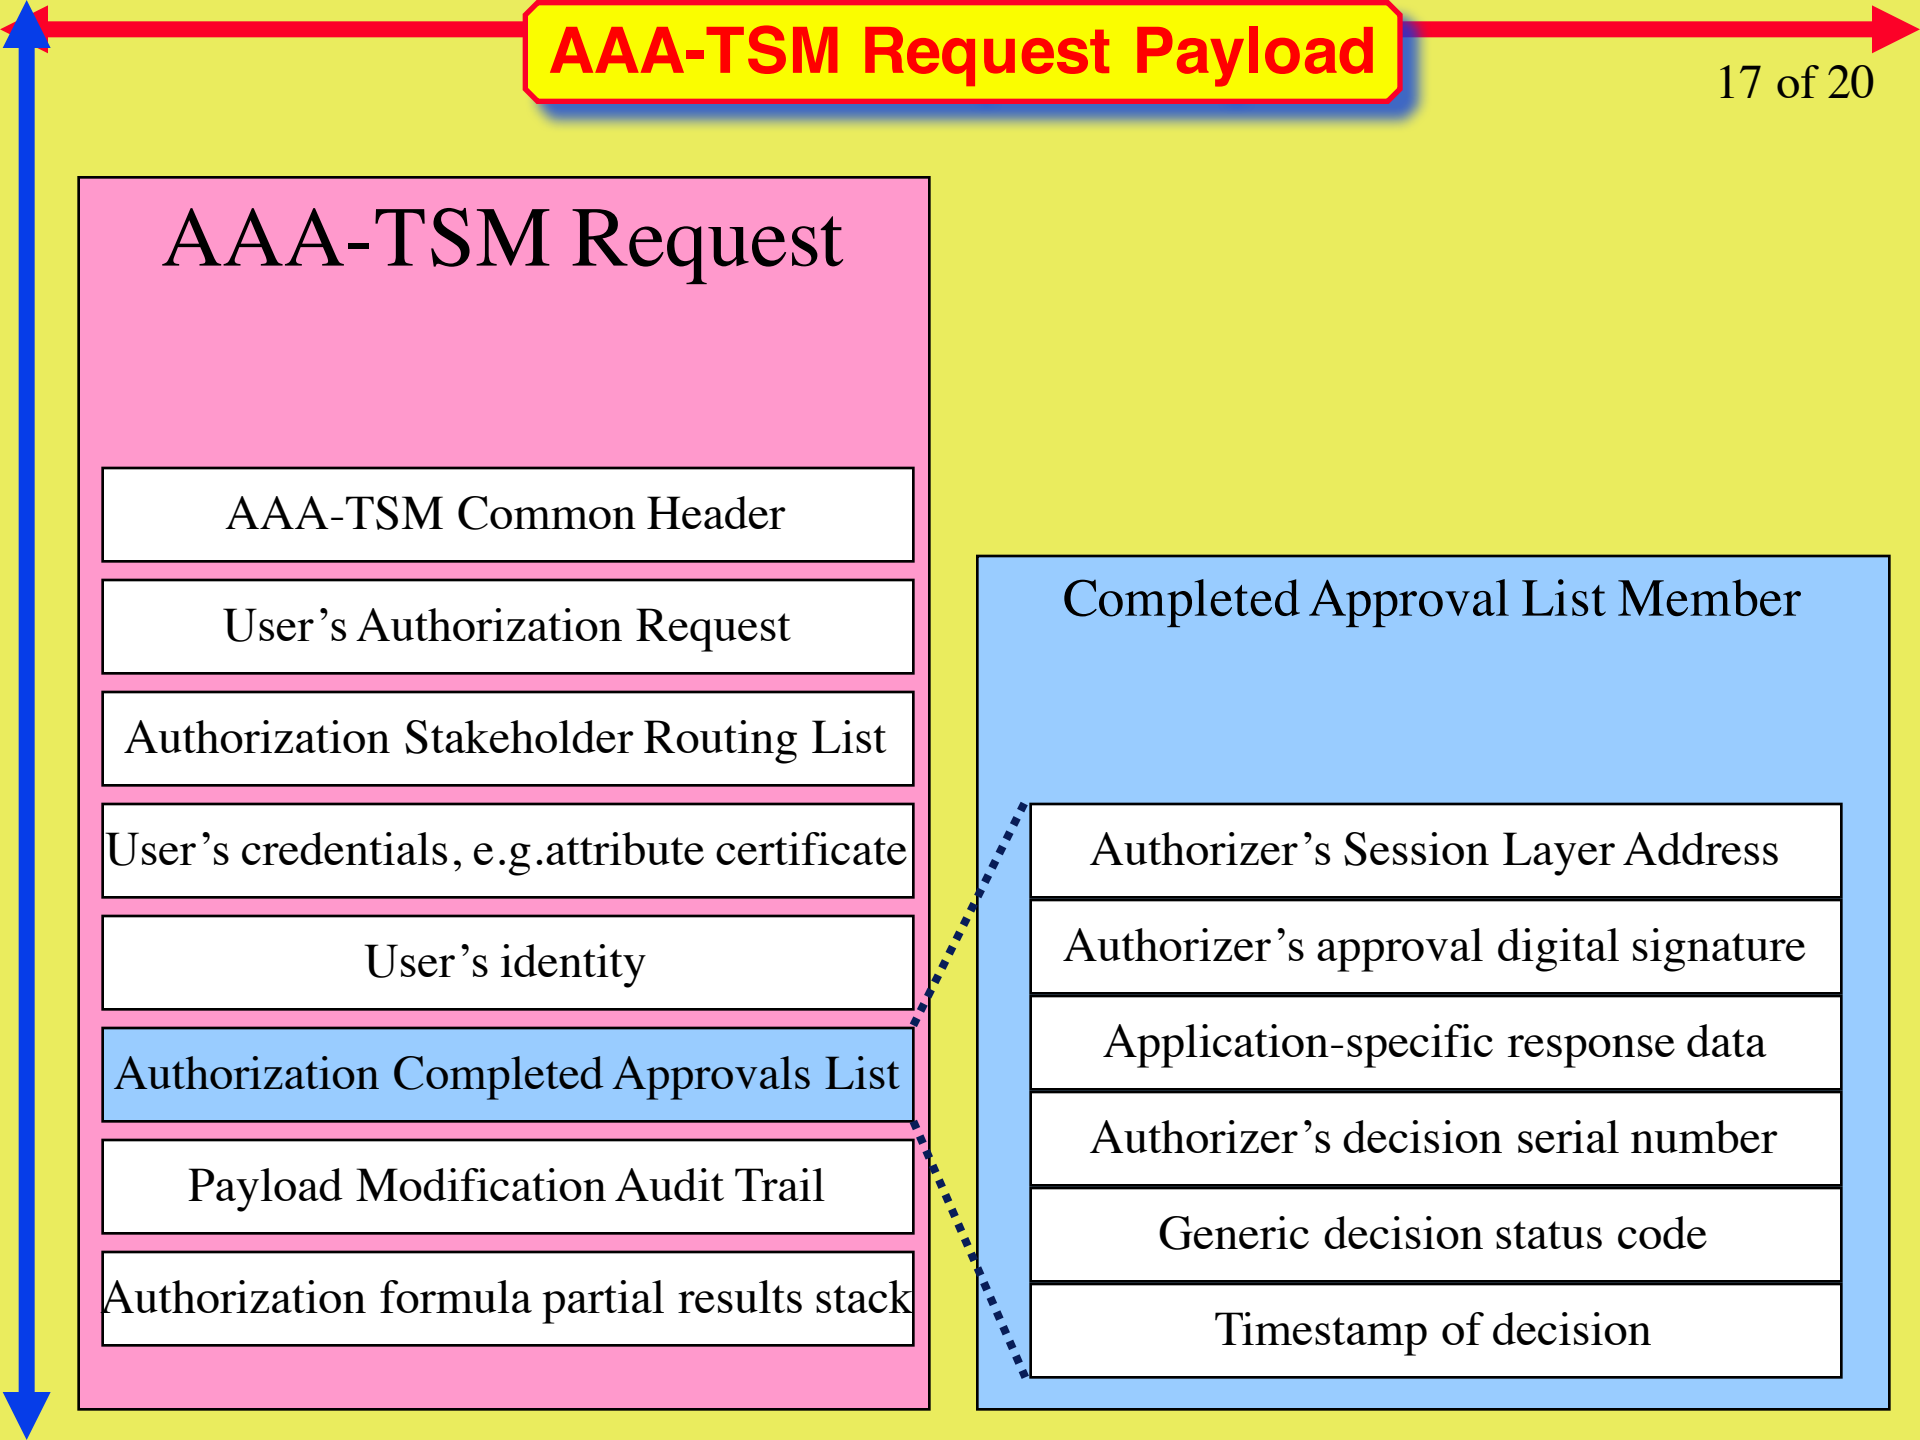 AAA-TSM Request Payload
17 of 20
AAA-TSM Request
AAA-TSM Common Header
User’s Authorization Request
Authorization Stakeholder Routing List
User’s credentials, e.g.attribute certificate
User’s identity
Authorization Completed Approvals List
Payload Modification Audit Trail
Authorization formula partial results stack
Completed Approval List Member
Authorizer’s Session Layer Address
Authorizer’s approval digital signature
Application-specific response data
Authorizer’s decision serial number
Generic decision status code
Timestamp of decision